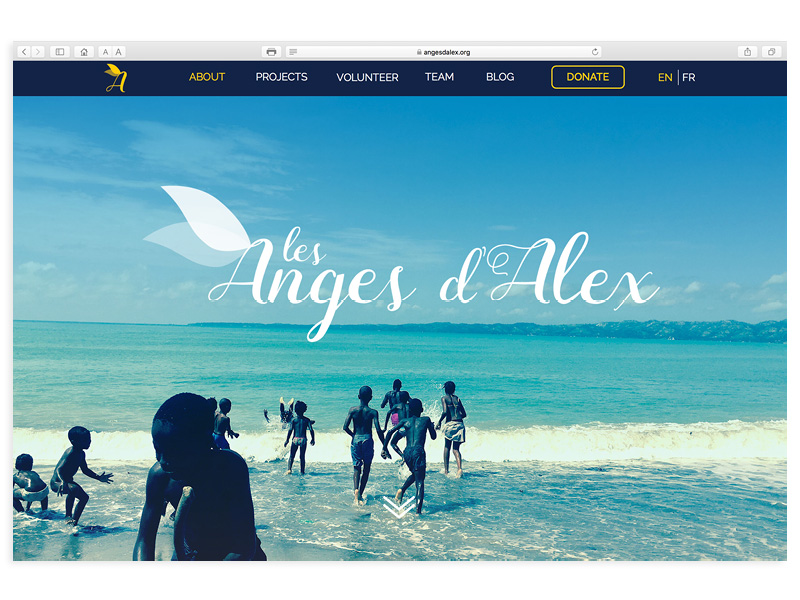 A A
angesdalex.org
A
ABOUT
PROJECTS
VOLUNTEER
TEAM
BLOG
DONATE
EN | FR
les
Anges d'Alex